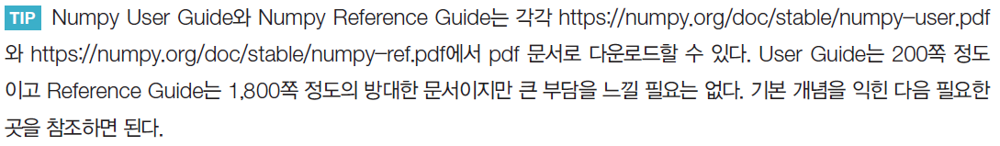 TIP Numpy User Guide와 Numpy Reference Guide는 각각 https://numpy.org/doc/stable/numpy-user.pdf
와 https://numpy.org/doc/stable/numpy-ref.pdf에서 pdf 문서로 다운로드할 수 있다. User Guide는 200쪽 정도
이고 Reference Guide는 1,800쪽 정도의 방대한 문서이지만 큰 부담을 느낄 필요는 없다. 기본 개념을 익힌 다음 필요한
곳을 참조하면 된다.